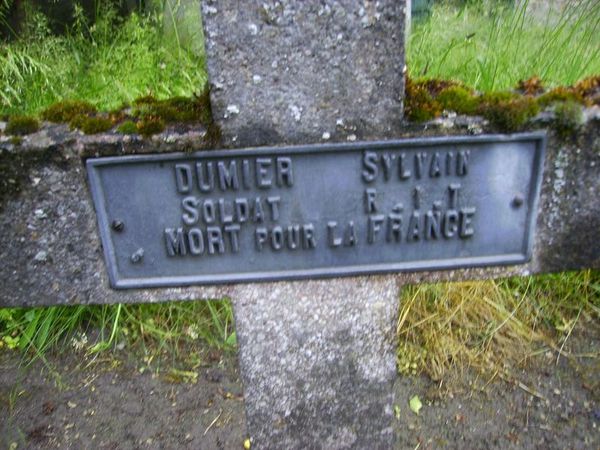 DUMIER SYLVAIN
SOLDAT R.I.T
MORT POUR LA FRANCE